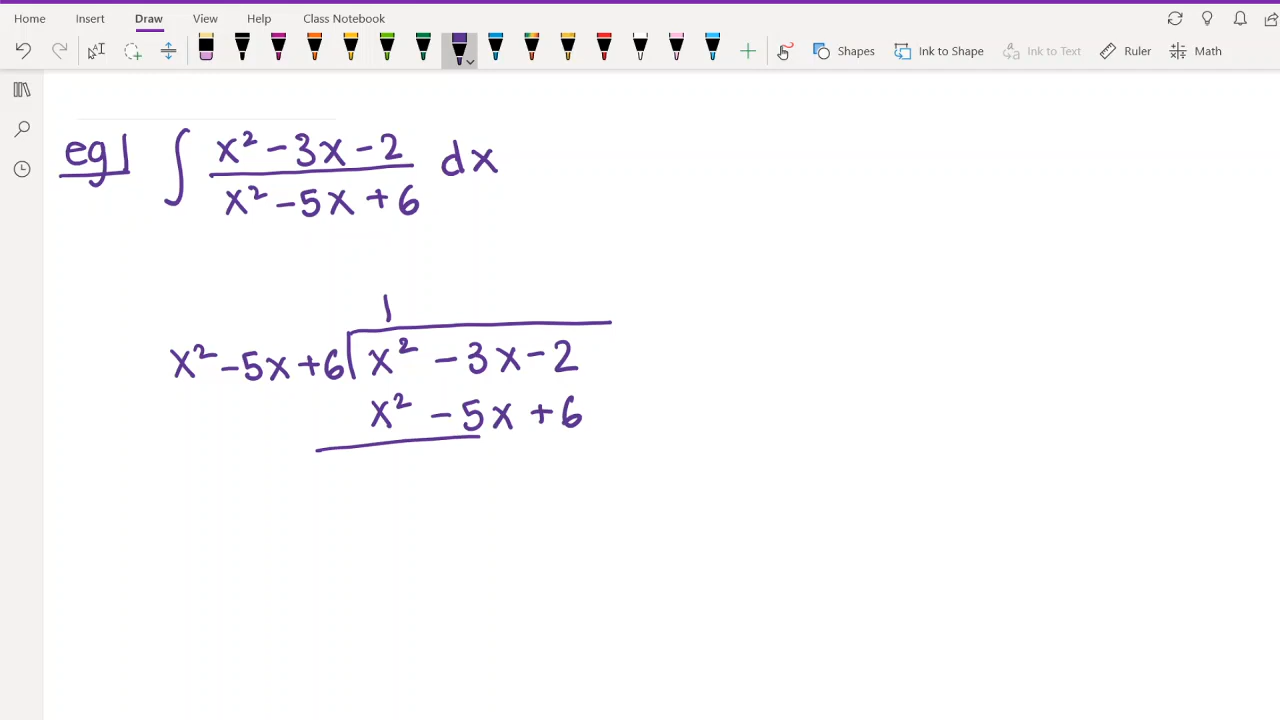 Home Insert Draw View Help Class Notebook
Shapes Ink to Shape Ink to Text Ruler Math
eg1 ∫ x² - 3x - 2 / x² - 5x + 6 dx
1
x² - 5x + 6 x² - 3x - 2
x² - 5x + 6